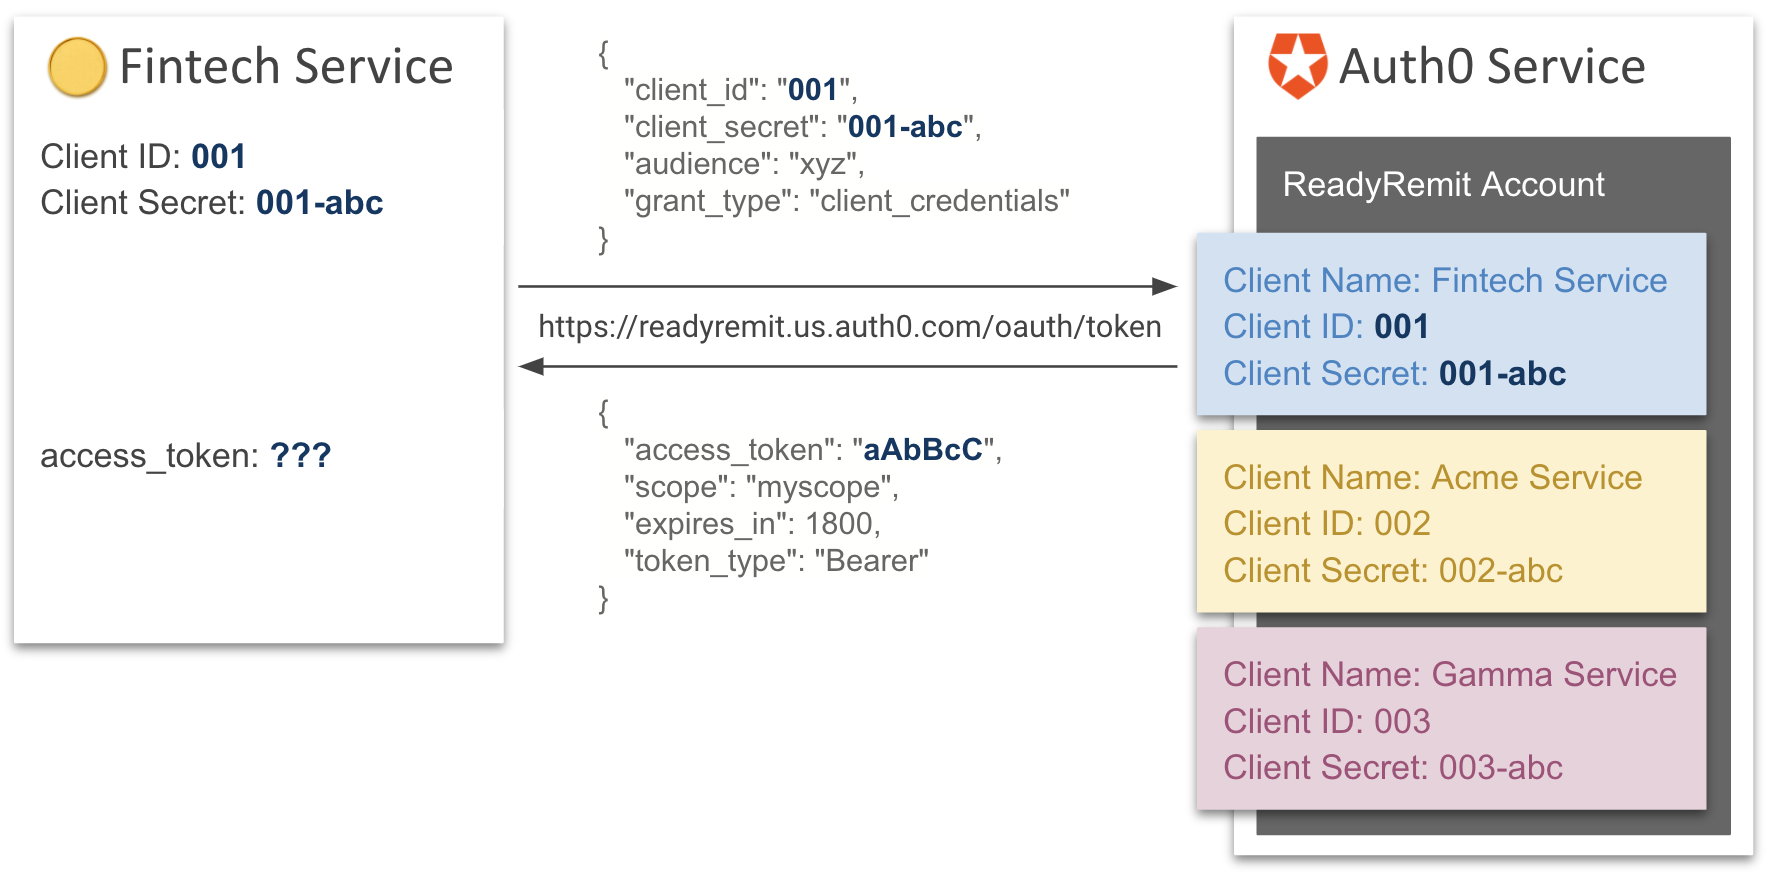 Fintech Service
Client ID: 001
Client Secret: 001-abc
access_token: ???
{
"client_id": "001",
"client_secret": "001-abc",
"audience": "xyz",
"grant_type": "client_credentials"
}
https://readyremit.us.auth0.com/oauth/token
{
"access_token": "aAbBcC",
"scope": "myscope",
"expires_in": 1800,
"token_type": "Bearer"
}
Auth0 Service
ReadyRemit Account
Client Name: Fintech Service
Client ID: 001
Client Secret: 001-abc
Client Name: Acme Service
Client ID: 002
Client Secret: 002-abc
Client Name: Gamma Service
Client ID: 003
Client Secret: 003-abc